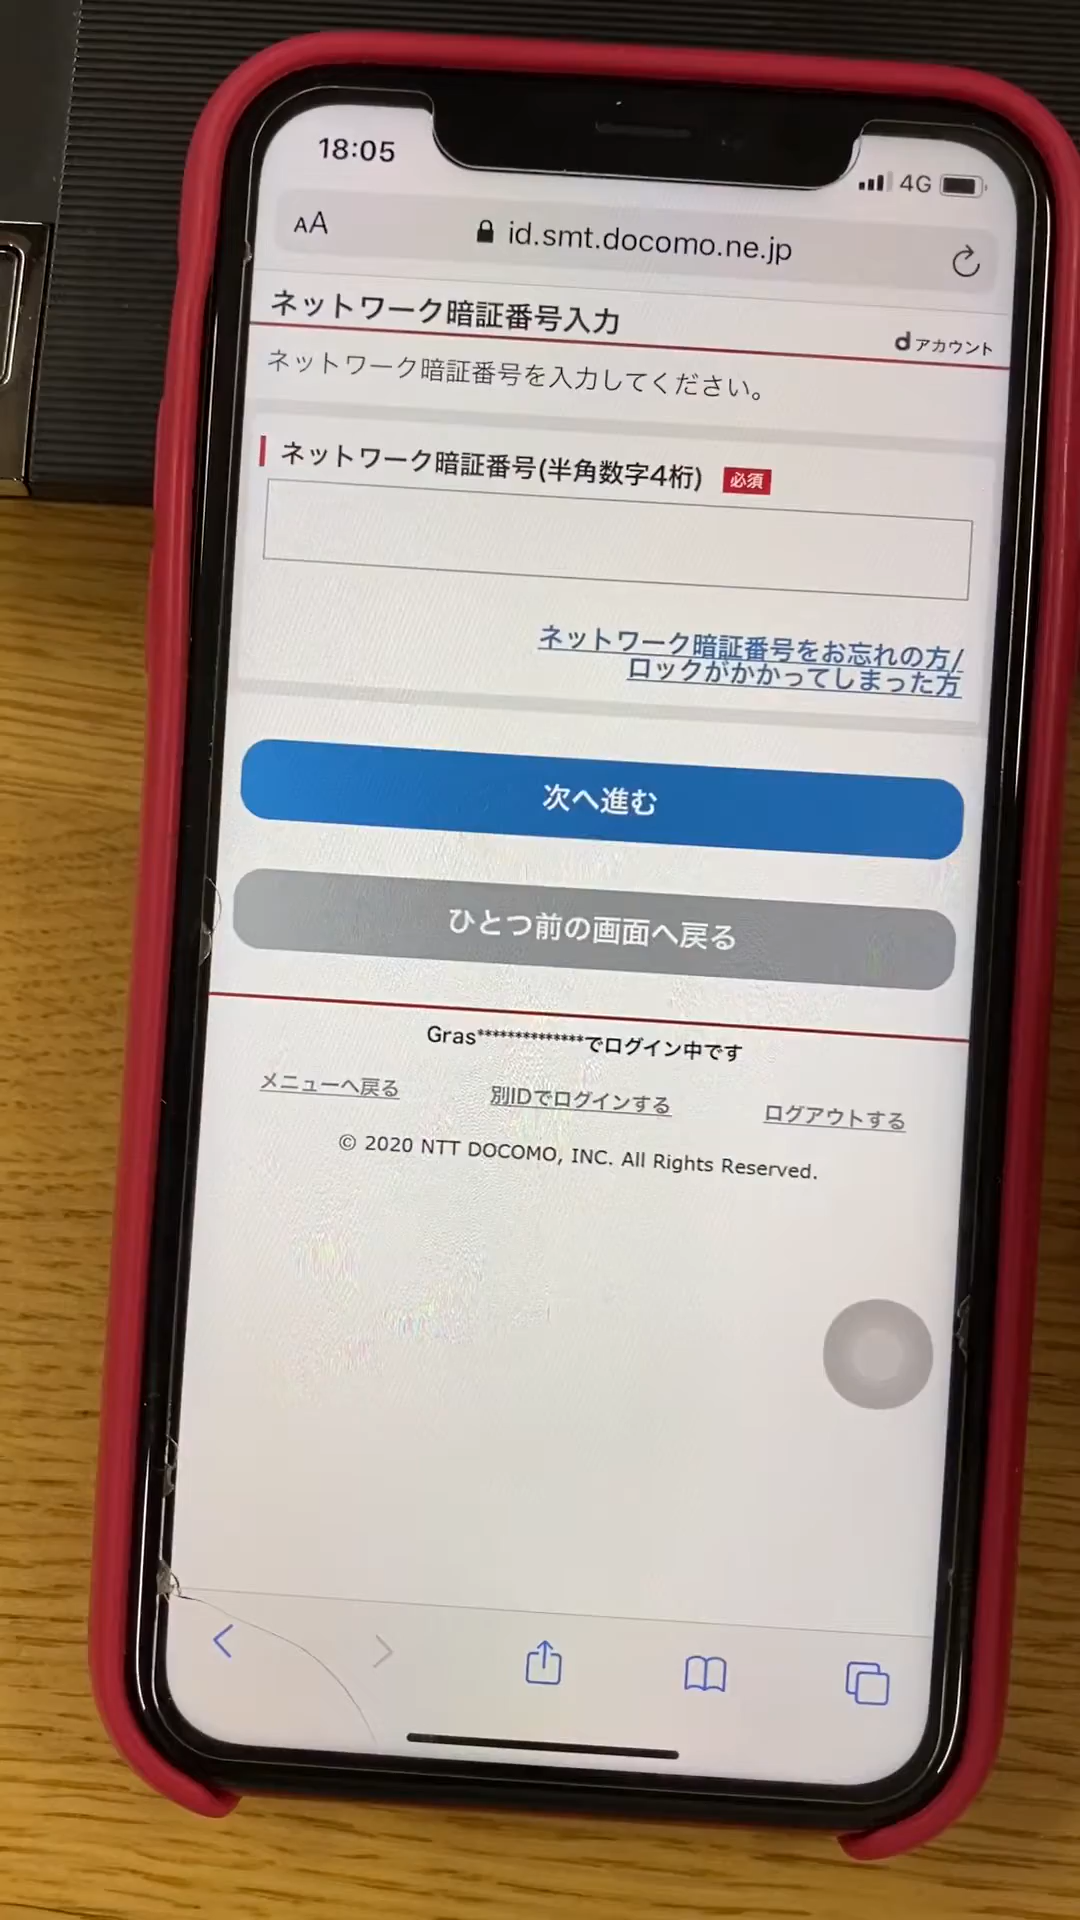 18:05
4G
AA
id.smt.docomo.ne.jp
ネットワーク暗証番号入力
dアカウント
ネットワーク暗証番号を入力してください。
ネットワーク暗証番号(半角数字4桁) 必須
ネットワーク暗証番号をお忘れの方/
ロックがかかってしまった方
次へ進む
ひとつ前の画面へ戻る
Gras**************でログイン中です
メニューへ戻る 別IDでログインする ログアウトする
© 2020 NTT DOCOMO, INC. All Rights Reserved.